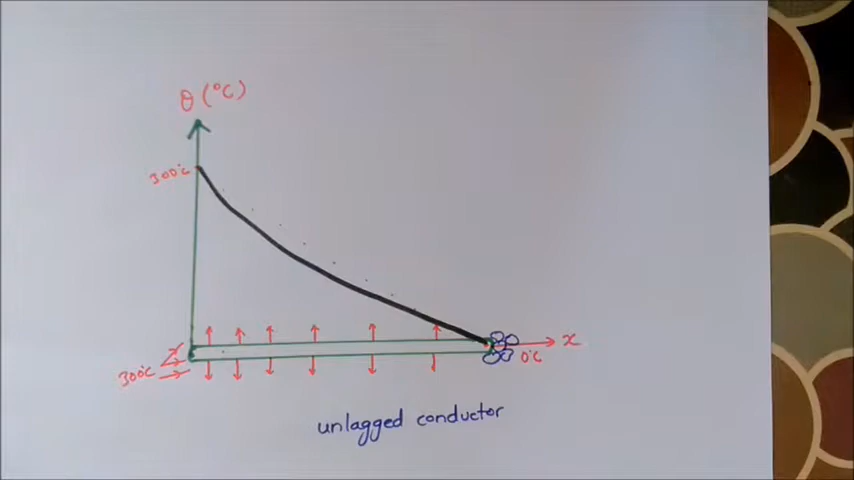 θ (°C)
300°C
x
0°C
300°C
unlagged conductor